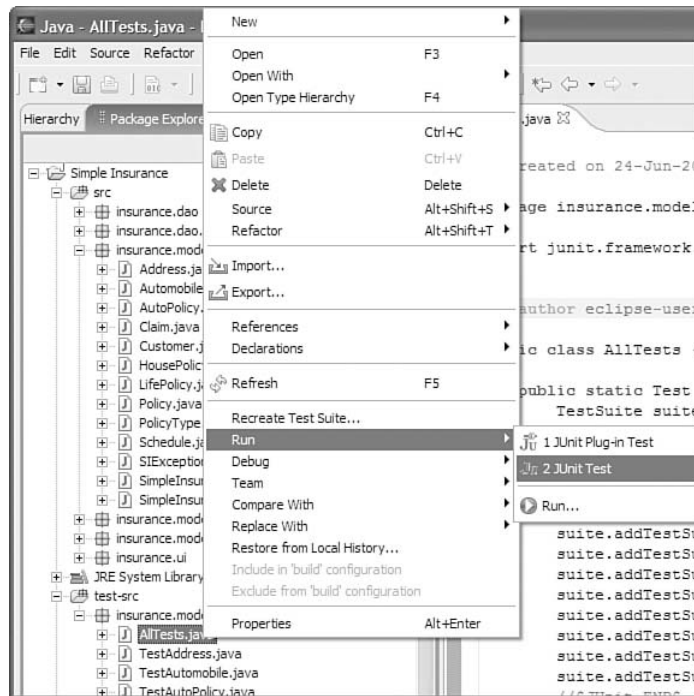 Java - AllTests.java -
File Edit Source Refactor
Hierarchy Package Explore
Simple Insurance
src
insurance.dao
insurance.dao.
insurance.mode
Address.ja
Automobile
AutoPolicy.
Claim.java
Customer.j
HousePolic
LifePolicy.j
Policy.java
PolicyType
Schedule.ja
SIException
SimpleInsur
SimpleInsur
insurance.mode
insurance.mode
insurance.ui
JRE System Library
test-src
insurance.mode
AllTests.java
TestAddress.java
TestAutomobile.java
TestAutoPolicy.java
New
Open F3
Open With
Open Type Hierarchy F4
Copy Ctrl+C
Paste Ctrl+V
Delete Delete
Source Alt+Shift+S
Refactor Alt+Shift+T
Import...
Export...
References
Declarations
Refresh F5
Recreate Test Suite...
Run
Debug
Team
Compare With
Replace With
Restore from Local History...
Include in 'build' configuration
Exclude from 'build' configuration
Properties Alt+Enter
1 JUnit Plug-in Test
2 JUnit Test
Run...
.java
reated on 24-Jun-20
age insurance.model
rt junit.framework
author eclipse-user
ic class AllTests
public static Test
TestSuite suite
suite.addTestSu
suite.addTestSu
suite.addTestSu
suite.addTestSu
suite.addTestSu
suite.addTestSu
suite.addTestSu
suite.addTestSu
//$JUnit-ENDS